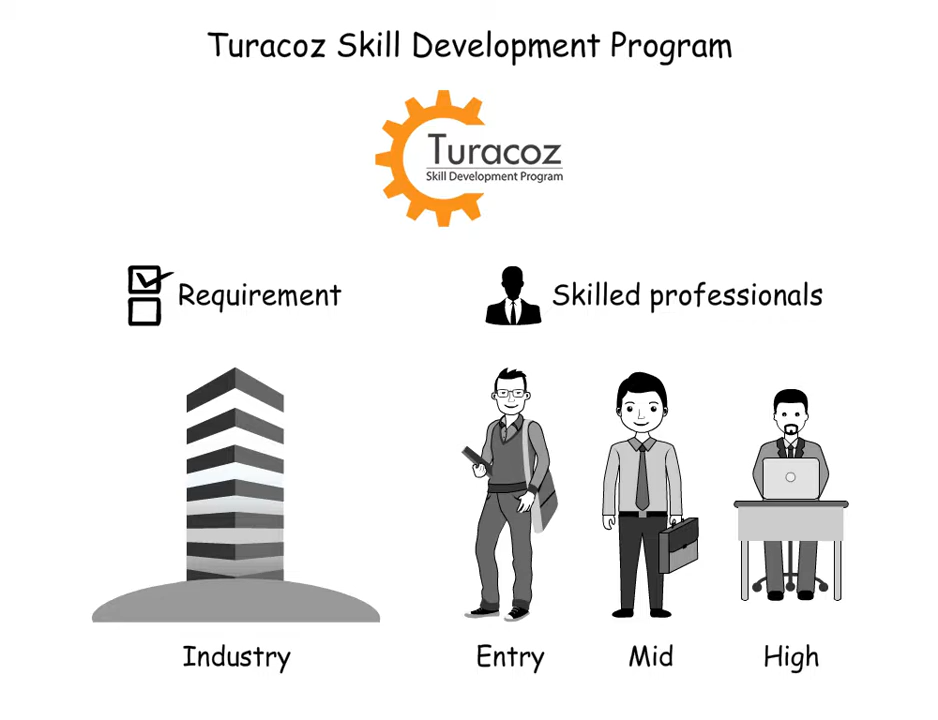 Turacoz Skill Development Program
Turacoz
Skill Development Program
Requirement
Skilled professionals
Industry
Entry
Mid
High